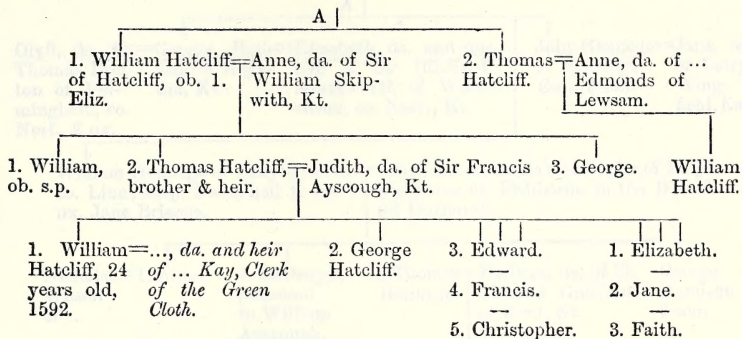 A
1. William Hatcliff=Anne, da. of Sir
of Hatcliff, ob. 1. William Skip-
Eliz. with, Kt.
2. Thomas=Anne, da. of ...
Hatcliff. Edmonds of
Lewsam.
1. William,
ob. s.p.
2. Thomas Hatcliff,=Judith, da. of Sir Francis
brother & heir. Ayscough, Kt.
3. George.
William
Hatcliff.
1. William=..., da. and heir
Hatcliff, 24 of ... Kay, Clerk
years old, of the Green
1592. Cloth.
2. George
Hatcliff.
3. Edward.
4. Francis.
5. Christopher.
1. Elizabeth.
2. Jane.
3. Faith.